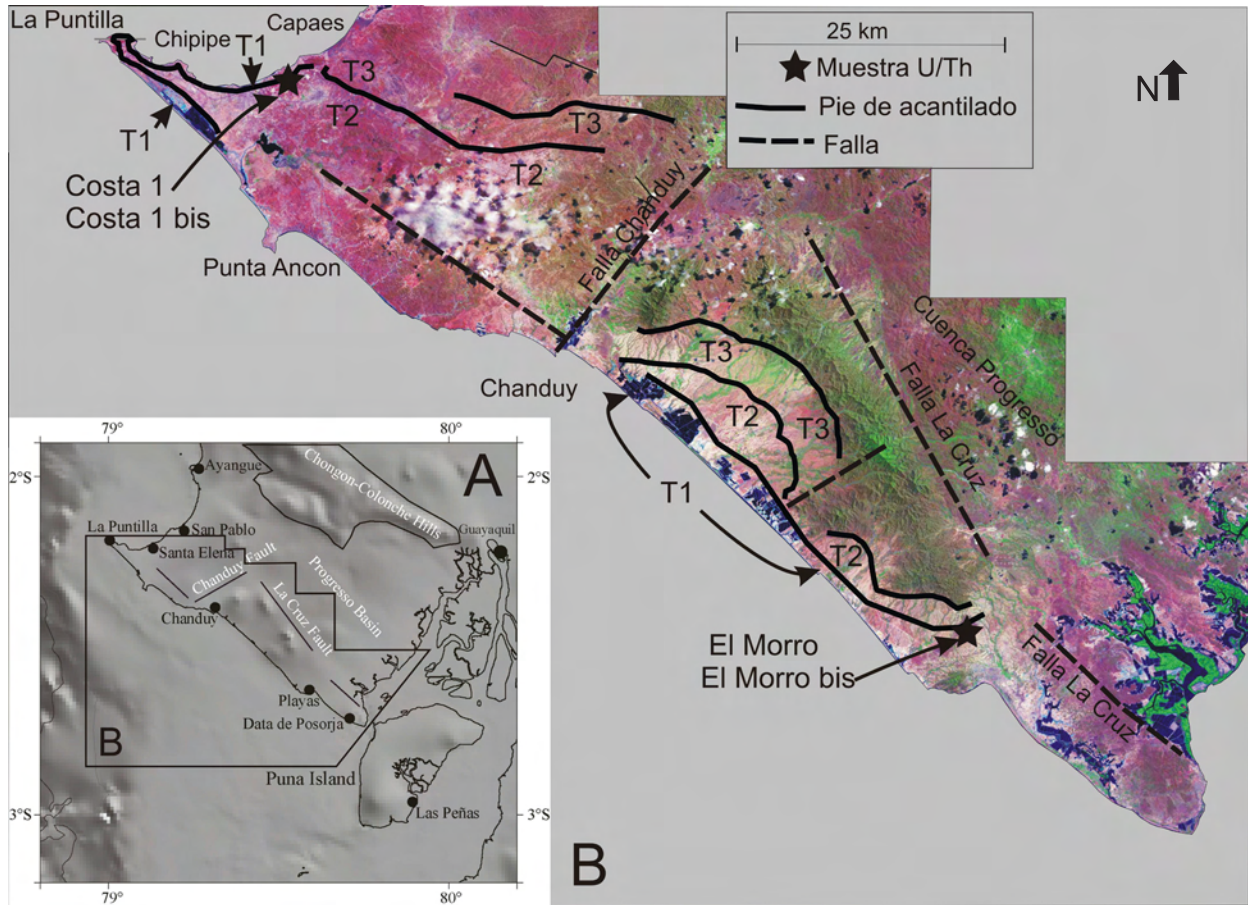 La Puntilla
Capaes
Chipipe
T1
T3
T2
T1
T3
T2
Costa 1
Costa 1 bis
Punta Ancon
Falla Chanduy
25 km
Muestra U/Th
Pie de acantilado
Falla
N
Chanduy
T3
T2
T3
T1
T2
Cuenca Progresso
Falla La Cruz
El Morro
El Morro bis
Falla La Cruz
B
79°
80°
A
2°S
Ayangue
Chongon-Colonche Hills
La Puntilla
San Pablo
Guayaquil
Santa Elena
Chanduy Fault
Progresso Basin
La Cruz Fault
Chanduy
Playas
Data de Posorja
B
Puna Island
Las Peñas
3°S
79°
80°